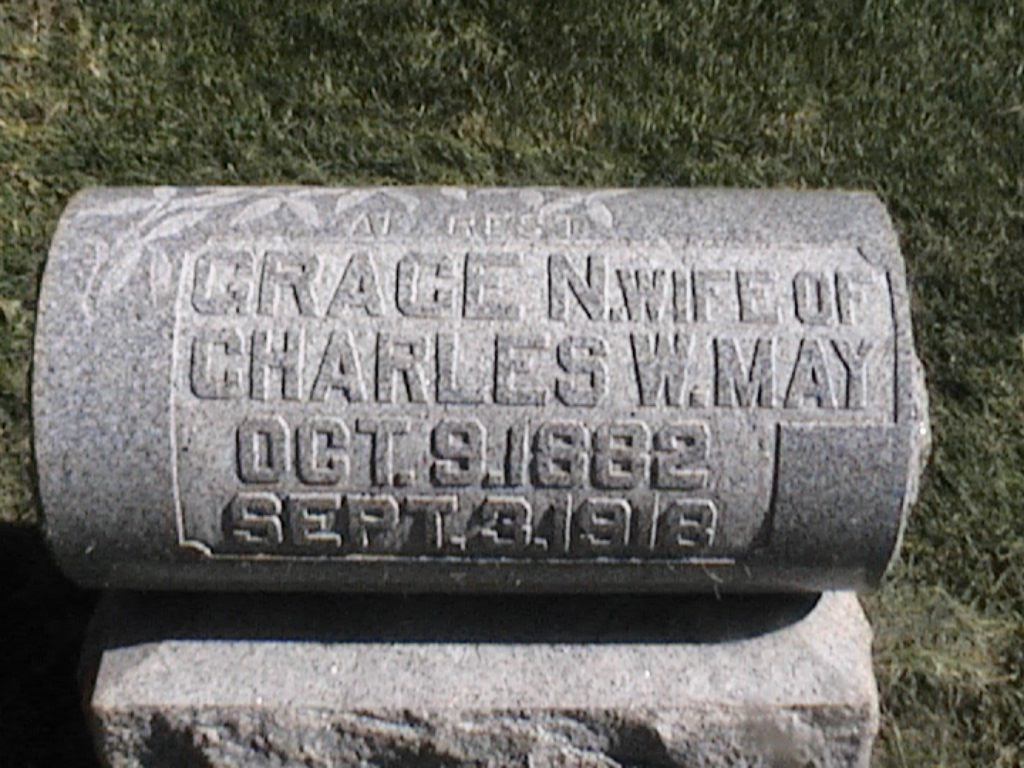 AT REST
GRACE N. WIFE OF
CHARLES W. MAY
OCT. 9. 1882
SEPT. 3. 1918